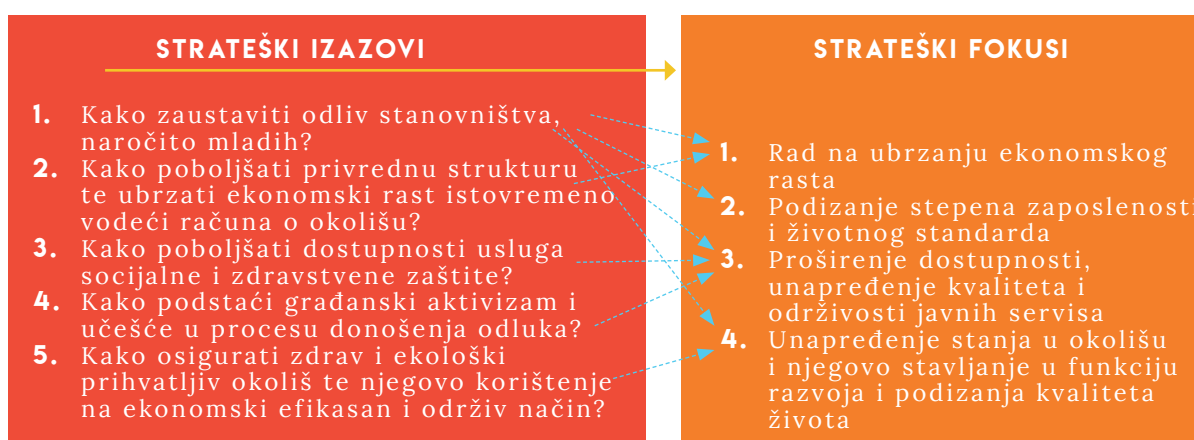 STRATEŠKI IZAZOVI
1. Kako zaustaviti odliv stanovništva,
naročito mladih?
2. Kako poboljšati privrednu strukturu
te ubrzati ekonomski rast istovremeno
vodeći računa o okolišu?
3. Kako poboljšati dostupnosti usluga
socijalne i zdravstvene zaštite?
4. Kako podstaći građanski aktivizam i
učešće u procesu donošenja odluka?
5. Kako osigurati zdrav i ekološki
prihvatljiv okoliš te njegovo korištenje
na ekonomski efikasan i održiv način?
STRATEŠKI FOKUSI
1. Rad na ubrzanju ekonomskog
rasta
2. Podizanje stepena zaposlenosti
i životnog standarda
3. Proširenje dostupnosti,
unapređenje kvaliteta i
održivosti javnih servisa
4. Unapređenje stanja u okolišu
i njegovo stavljanje u funkciju
razvoja i podizanja kvaliteta
života